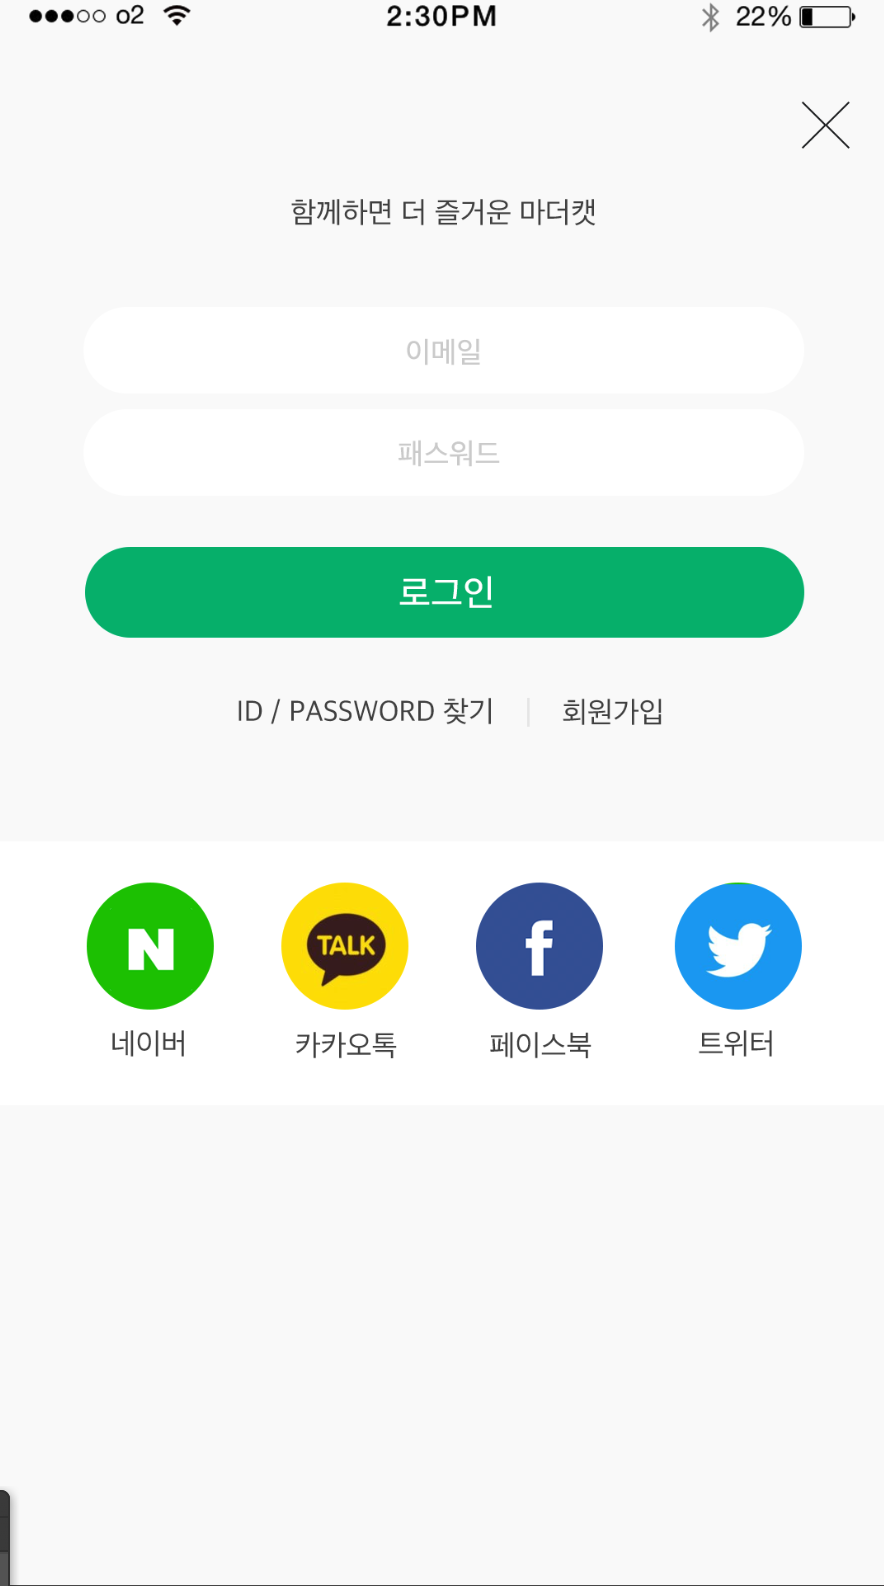 o2 2:30PM 22%
함께하면 더 즐거운 마더캣
이메일
패스워드
로그인
ID / PASSWORD 찾기 | 회원가입
N TALK f
네이버 카카오톡 페이스북 트위터